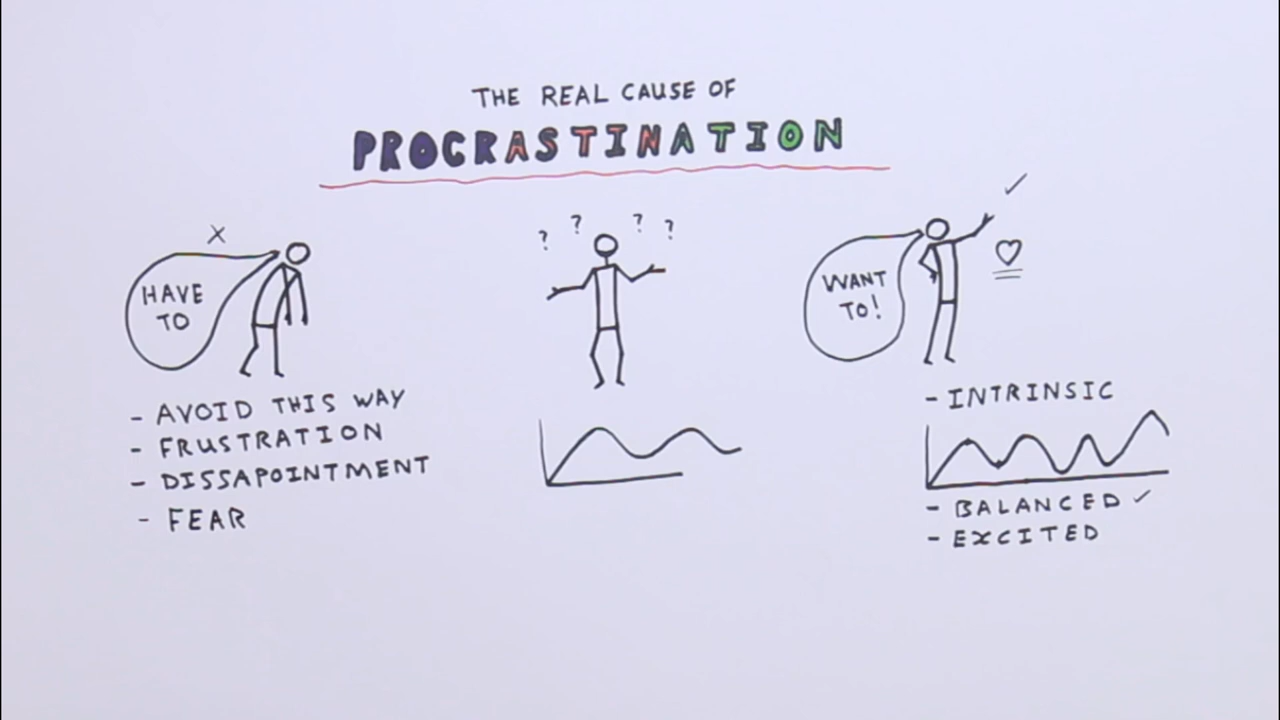 THE REAL CAUSE OF
PROCRASTINATION
X
HAVE
TO
- AVOID THIS WAY
- FRUSTRATION
- DISSAPOINTMENT
- FEAR
? ? ? ?
WANT
TO!
- INTRINSIC
- BALANCED ✓
- EXCITED